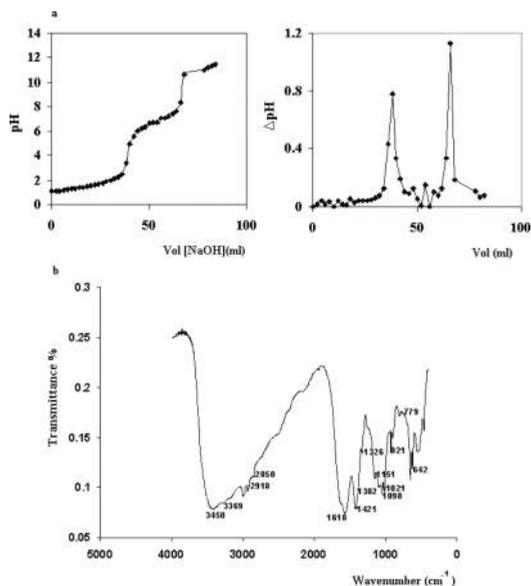 a
14
12
10
8
6
4
2
0
pH
0 50 100
Vol [NaOH](ml)
1.2
0.8
0.4
0
△pH
0 50 100
Vol (ml)
b
0.3
0.25
0.2
0.15
0.1
0.05
Transmittance %
3450
3369
2918
2850
1616
1421
1382
1326
1151
1098
1021
821
779
642
5000 4000 3000 2000 1000 0
Wavenumber (cm⁻¹)